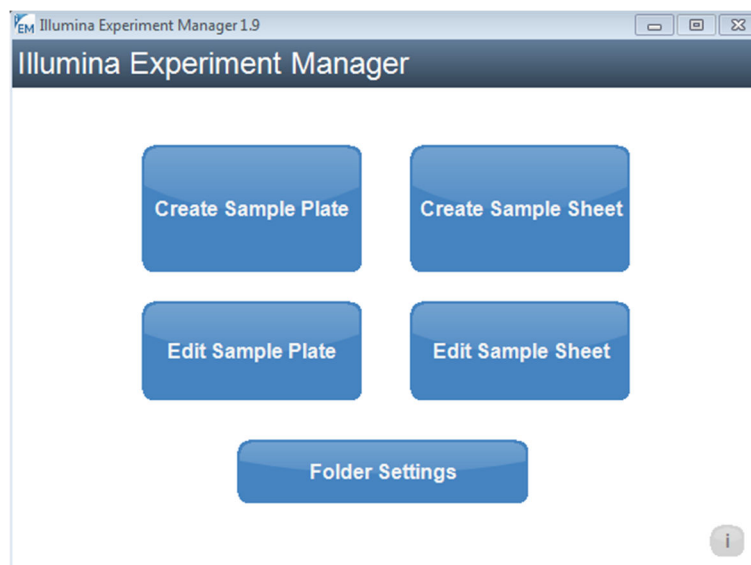 EM Illumina Experiment Manager 1.9
Illumina Experiment Manager
Create Sample Plate
Create Sample Sheet
Edit Sample Plate
Edit Sample Sheet
Folder Settings
i